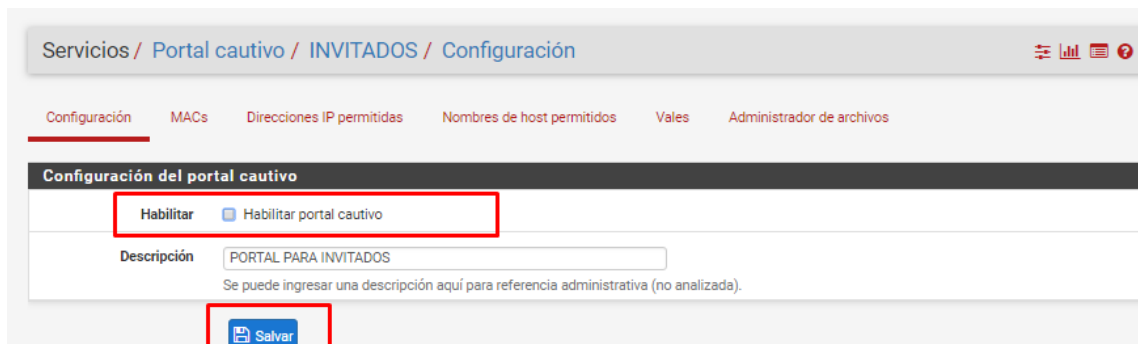 Servicios / Portal cautivo / INVITADOS / Configuración
Configuración MACs Direcciones IP permitidas Nombres de host permitidos Vales Administrador de archivos
Configuración del portal cautivo
Habilitar Habilitar portal cautivo
Descripción PORTAL PARA INVITADOS
Se puede ingresar una descripción aquí para referencia administrativa (no analizada).
Salvar